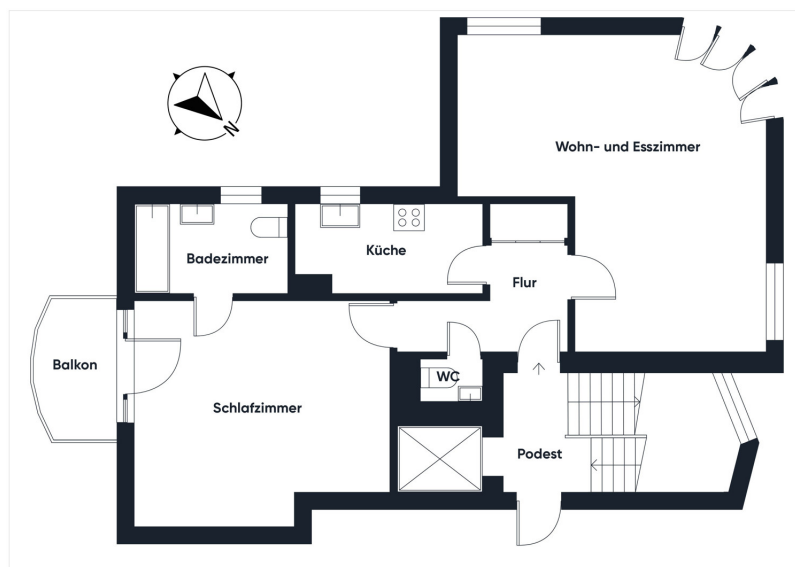 N
Wohn- und Esszimmer
Küche
Badezimmer
Flur
Balkon
WC
Schlafzimmer
Podest